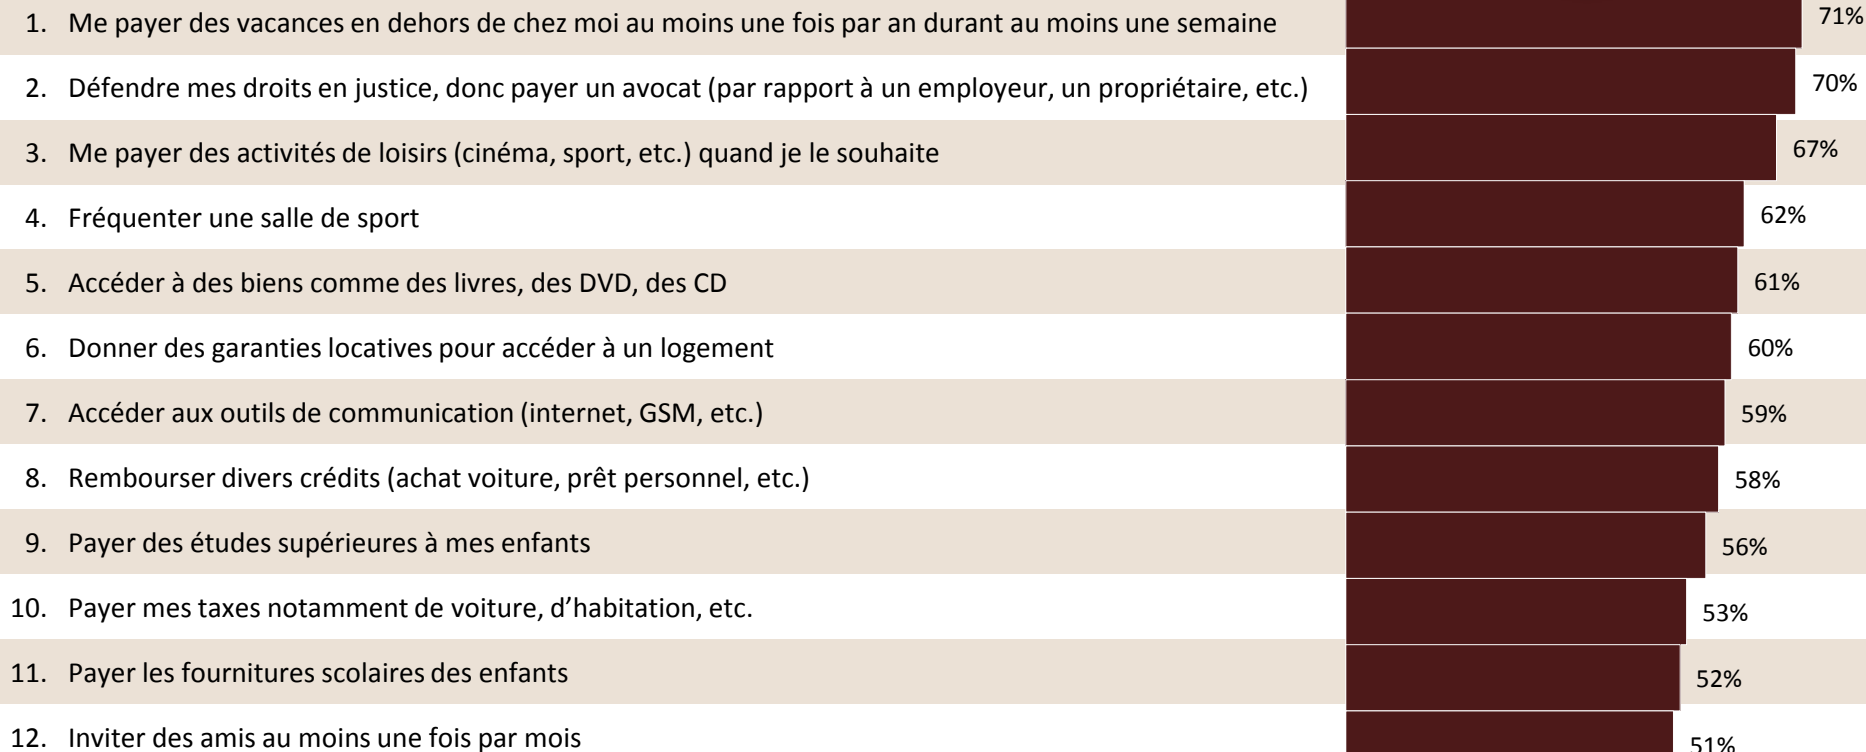 1. Me payer des vacances en dehors de chez moi au moins une fois par an durant au moins une semaine 71%
2. Défendre mes droits en justice, donc payer un avocat (par rapport à un employeur, un propriétaire, etc.) 70%
3. Me payer des activités de loisirs (cinéma, sport, etc.) quand je le souhaite 67%
4. Fréquenter une salle de sport 62%
5. Accéder à des biens comme des livres, des DVD, des CD 61%
6. Donner des garanties locatives pour accéder à un logement 60%
7. Accéder aux outils de communication (internet, GSM, etc.) 59%
8. Rembourser divers crédits (achat voiture, prêt personnel, etc.) 58%
9. Payer des études supérieures à mes enfants 56%
10. Payer mes taxes notamment de voiture, d’habitation, etc. 53%
11. Payer les fournitures scolaires des enfants 52%
12. Inviter des amis au moins une fois par mois 51%